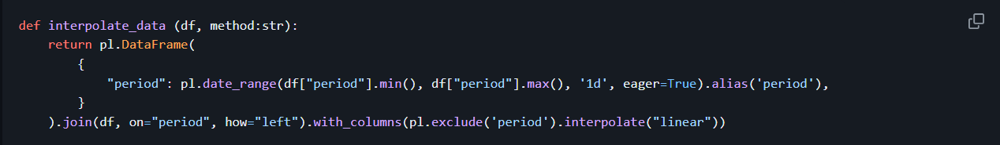 def interpolate_data (df, method:str):
    return pl.DataFrame(
        {
            "period": pl.date_range(df["period"].min(), df["period"].max(), '1d', eager=True).alias('period'),
        }
    ).join(df, on="period", how="left").with_columns(pl.exclude('period').interpolate("linear"))